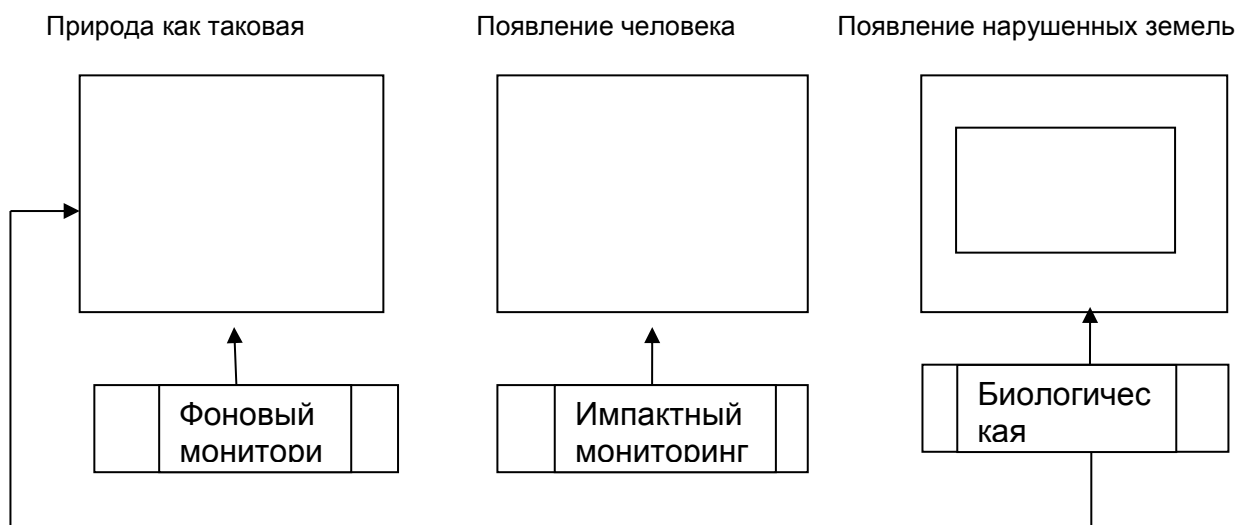 Природа как таковая
Появление человека
Появление нарушенных земель
Фоновый
монитори
Импактный
мониторинг
Биологичес
кая